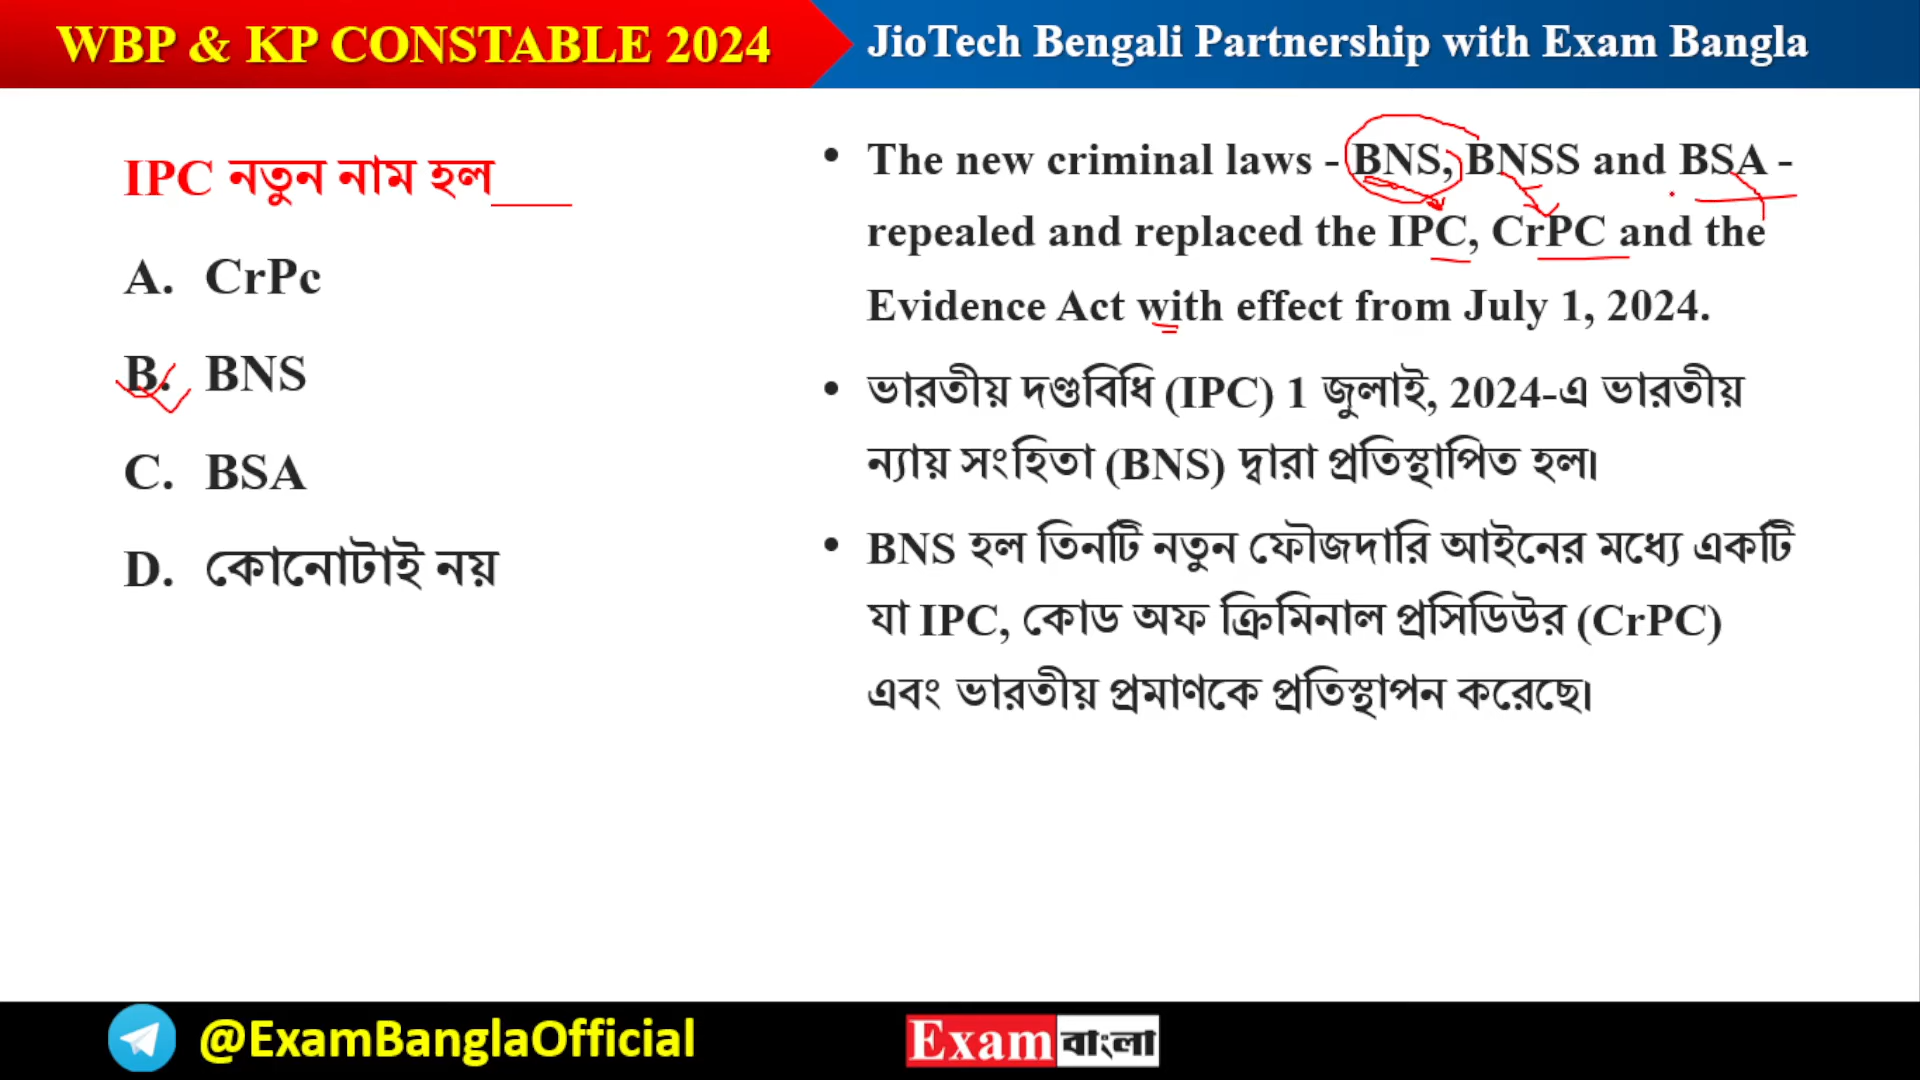 WBP & KP CONSTABLE 2024
JioTech Bengali Partnership with Exam Bangla
IPC নতুন নাম হল___
A. CrPc
B. BNS
C. BSA
D. কোনোটাই নয়
• The new criminal laws - BNS, BNSS and BSA -
repealed and replaced the IPC, CrPC and the
Evidence Act with effect from July 1, 2024.
• ভারতীয় দণ্ডবিধি (IPC) 1 জুলাই, 2024-এ ভারতীয়
ন্যায় সংহিতা (BNS) দ্বারা প্রতিস্থাপিত হল।
• BNS হল তিনটি নতুন ফৌজদারি আইনের মধ্যে একটি
যা IPC, কোড অফ ক্রিমিনাল প্রসিডিউর (CrPC)
এবং ভারতীয় প্রমাণকে প্রতিস্থাপন করেছে।
@ExamBanglaOfficial
Exam বাংলা